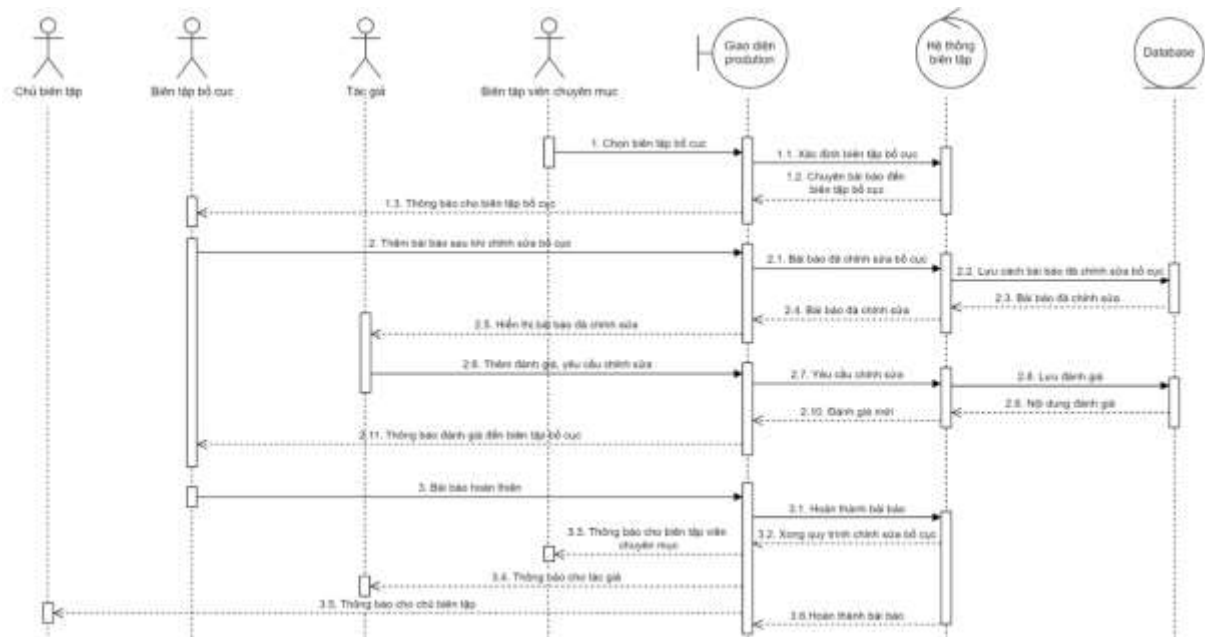 Giao diện
prodution
Hệ thống
biên tập
Database
Chủ biên tập
Biên tập bố cục
Tác giả
Biên tập viên chuyên mục
1. Chọn biên tập bố cục
1.1. Xác định biên tập bố cục
1.2. Chuyển bài báo đến
biên tập bố cục
1.3. Thông báo cho biên tập bố cục
2. Thêm bài báo sau khi chỉnh sửa bố cục
2.1. Bài báo đã chỉnh sửa bố cục
2.2. Lưu cách bài báo đã chỉnh sửa bố cục
2.3. Bài báo đã chỉnh sửa
2.4. Bài báo đã chỉnh sửa
2.5. Hiển thị bài báo đã chỉnh sửa
2.6. Thêm đánh giá, yêu cầu chỉnh sửa
2.7. Yêu cầu chỉnh sửa
2.8. Lưu đánh giá
2.9. Nội dung đánh giá
2.10. Đánh giá mới
2.11. Thông báo đánh giá đến biên tập bố cục
3. Bài báo hoàn thiện
3.1. Hoàn thành bài báo
3.2. Xong quy trình chỉnh sửa bố cục
3.3. Thông báo cho biên tập viên
chuyên mục
3.4. Thông báo cho tác giả
3.5. Thông báo cho chủ biên tập
3.6.Hoàn thành bài báo